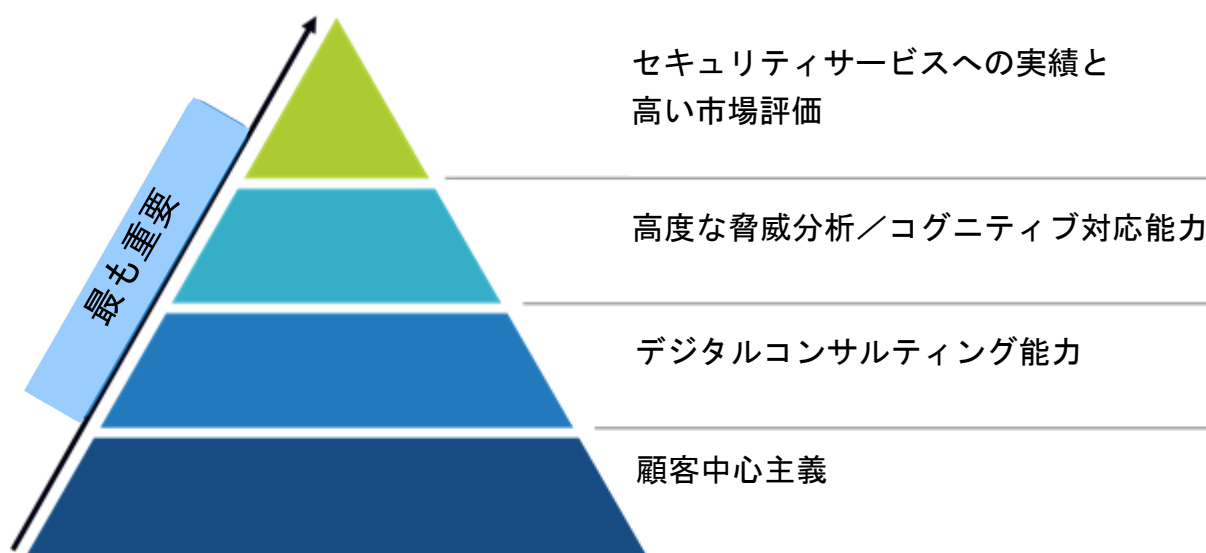 セキュリティサービスへの実績と
高い市場評価
最も重要
高度な脅威分析／コグニティブ対応能力
デジタルコンサルティング能力
顧客中心主義